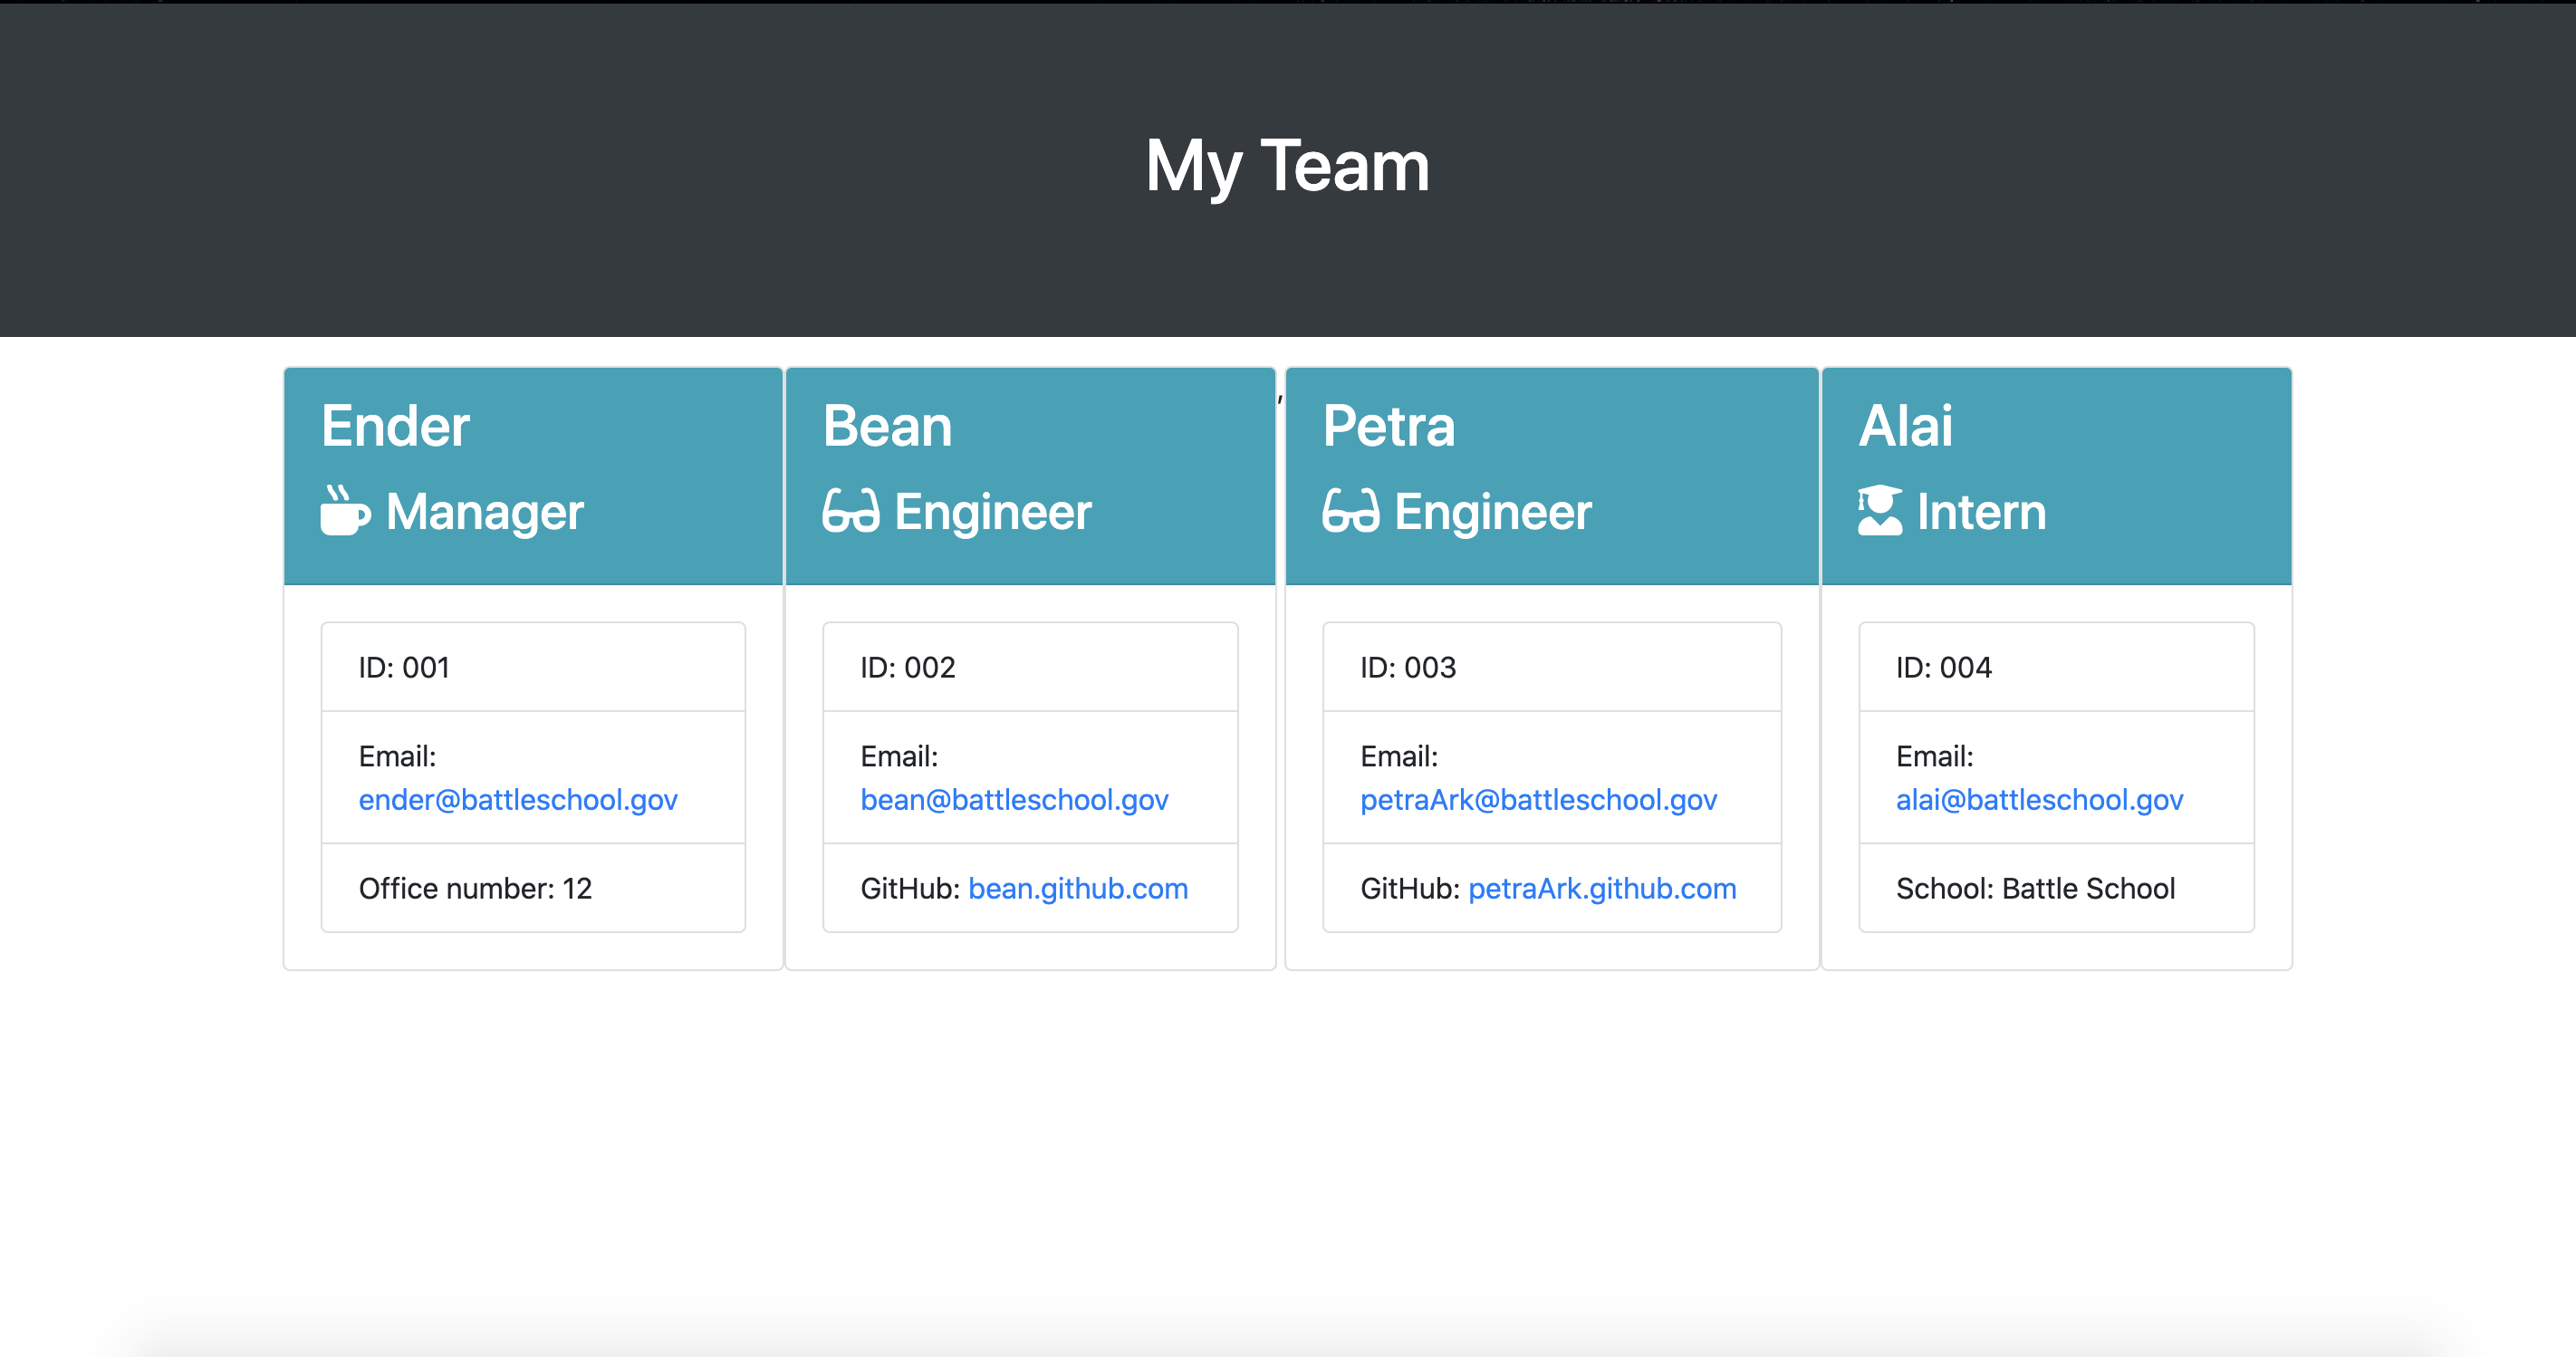 My Team
Ender
Manager
ID: 001
Email:
ender@battleschool.gov
Office number: 12
Bean
Engineer
ID: 002
Email:
bean@battleschool.gov
GitHub: bean.github.com
,
Petra
Engineer
ID: 003
Email:
petraArk@battleschool.gov
GitHub: petraArk.github.com
Alai
Intern
ID: 004
Email:
alai@battleschool.gov
School: Battle School